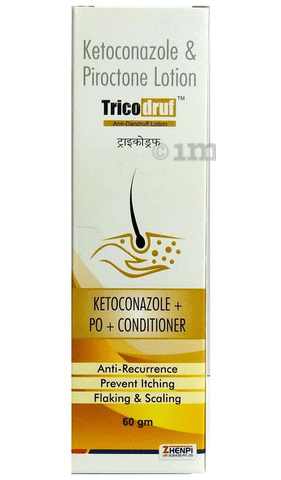 Ketoconazole &
Piroctone Lotion
Tricodruf™
Anti-Dandruff Lotion
ट्राइकोड्रफ
© 1m
KETOCONAZOLE +
PO + CONDITIONER
Anti-Recurrence
Prevent Itching
Flaking & Scaling
60 gm
ZHENPI